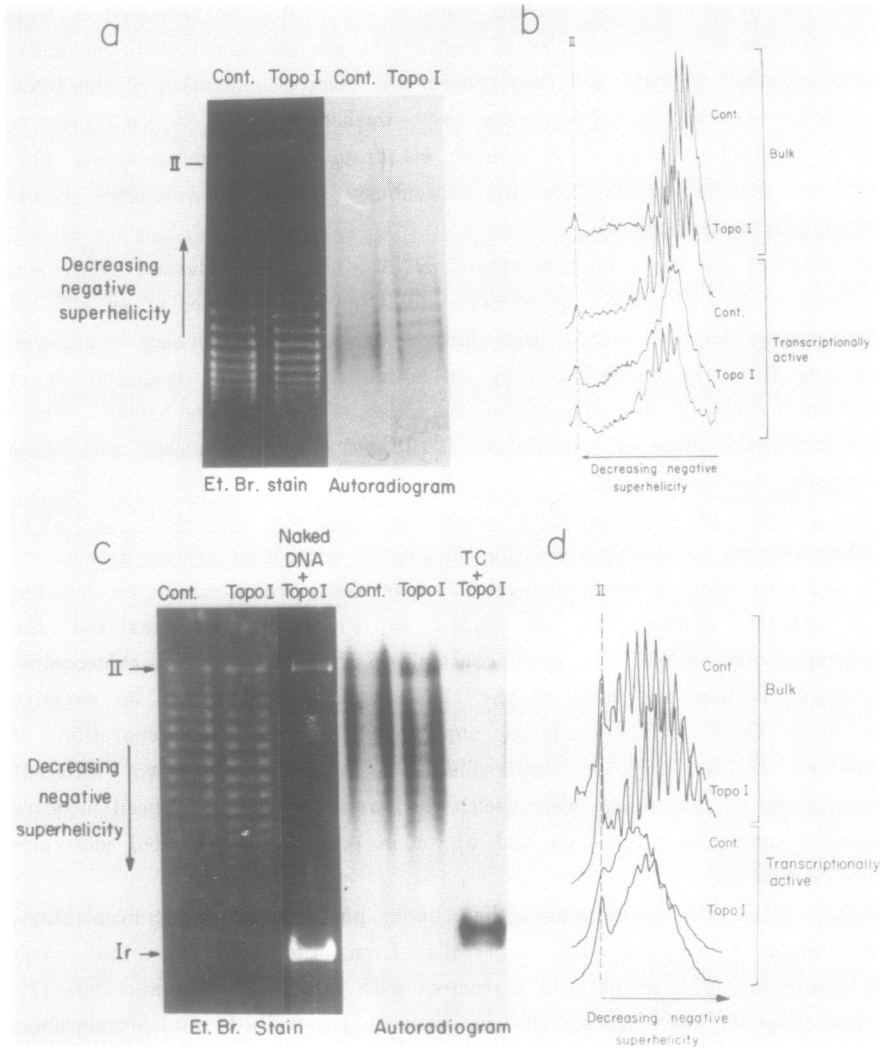 a
Cont. Topo I Cont. Topo I
II
Decreasing
negative
superhelicity
Et. Br. stain Autoradiogram
b
II
Cont.
Bulk
Topo I
Cont.
Transcriptionally
active
Topo I
Decreasing negative
superhelicity
c
Naked
DNA
+
Cont. Topo I Topo I Cont. Topo I
TC
+
Topo I
II
Decreasing
negative
superhelicity
Ir
Et. Br. Stain Autoradiogram
d
II
Cont.
Bulk
Topo I
Cont.
Transcriptionally
active
Topo I
Decreasing negative
superhelicity